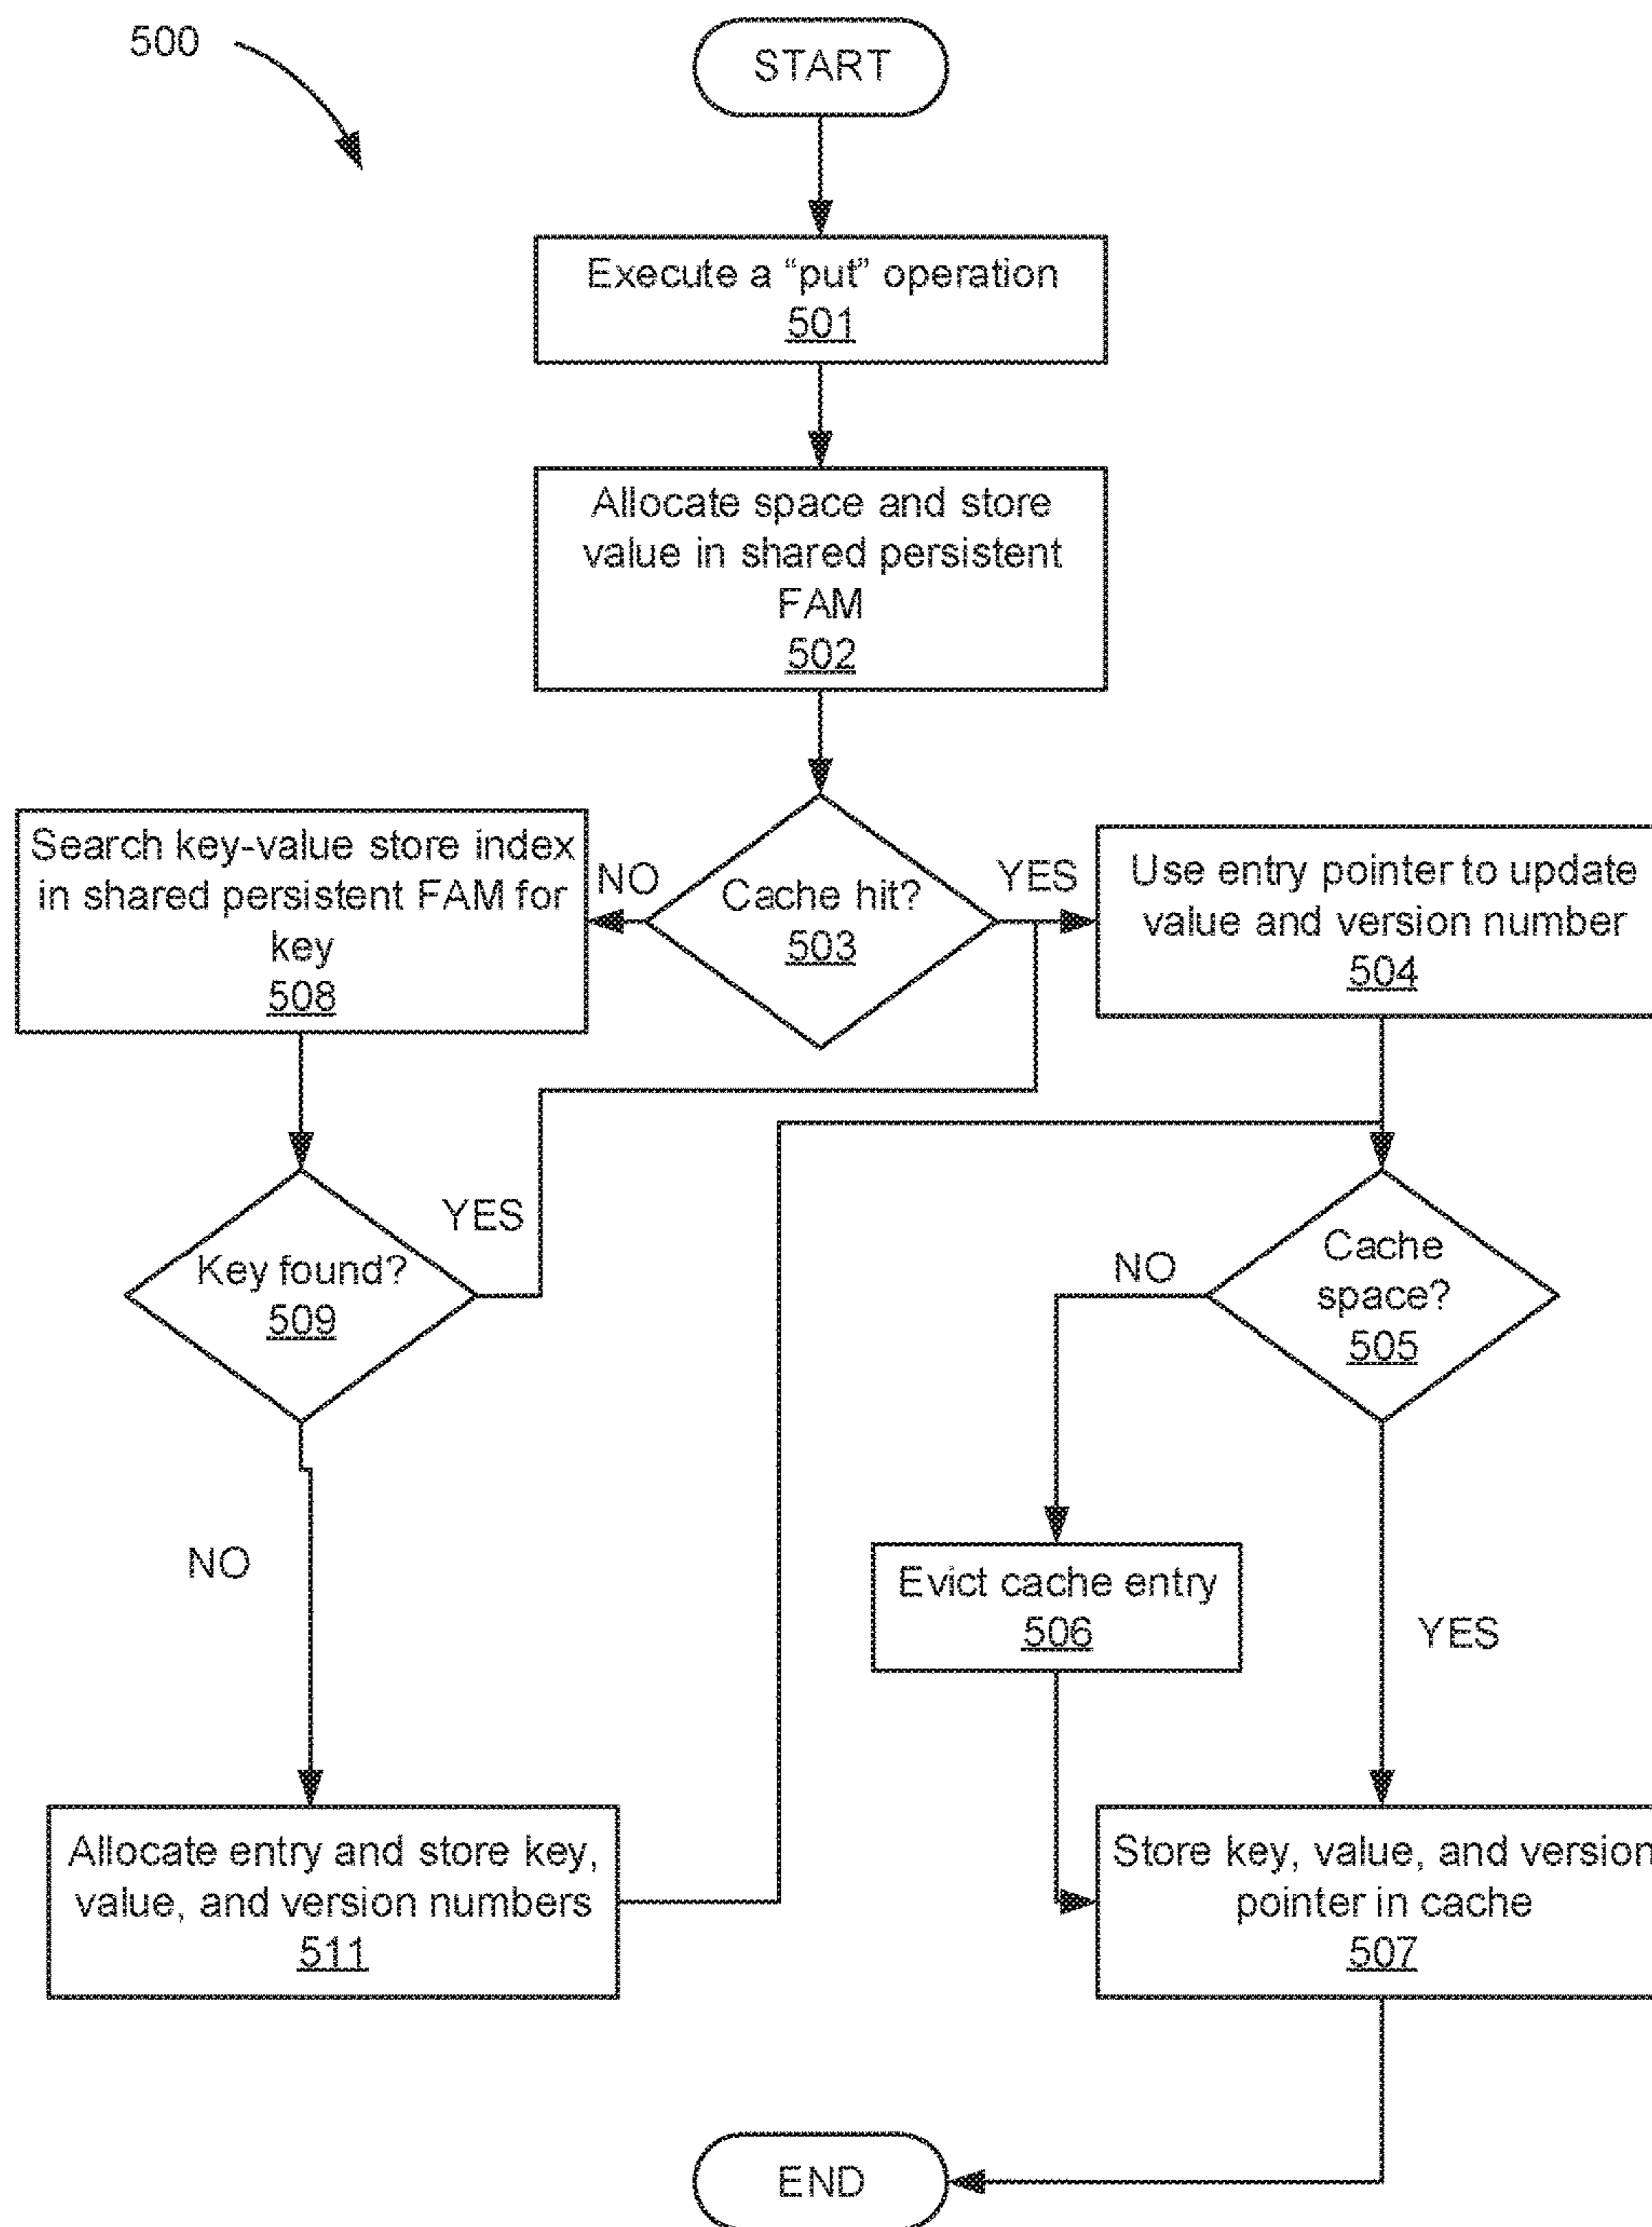 500
START
Execute a “put” operation
501
Allocate space and store
value in shared persistent
FAM
502
Search key-value store index
in shared persistent FAM for
key
508
NO
Cache hit?
503
YES
Use entry pointer to update
value and version number
504
Key found?
509
YES
NO
Cache
space?
505
NO
Evict cache entry
506
YES
Allocate entry and store key,
value, and version numbers
511
Store key, value, and version
pointer in cache
507
END